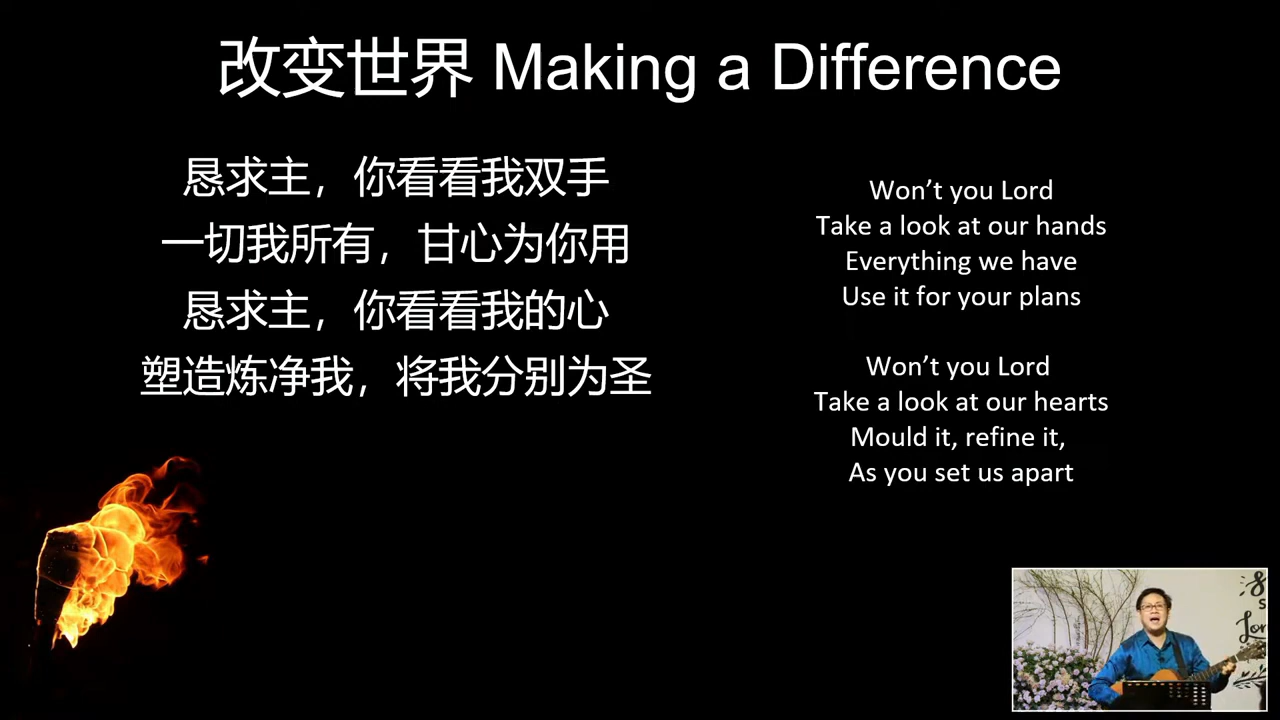 改变世界 Making a Difference
恳求主，你看看我双手
一切我所有，甘心为你用
恳求主，你看看我的心
塑造炼净我，将我分别为圣
Won’t you Lord
Take a look at our hands
Everything we have
Use it for your plans
Won’t you Lord
Take a look at our hearts
Mould it, refine it,
As you set us apart